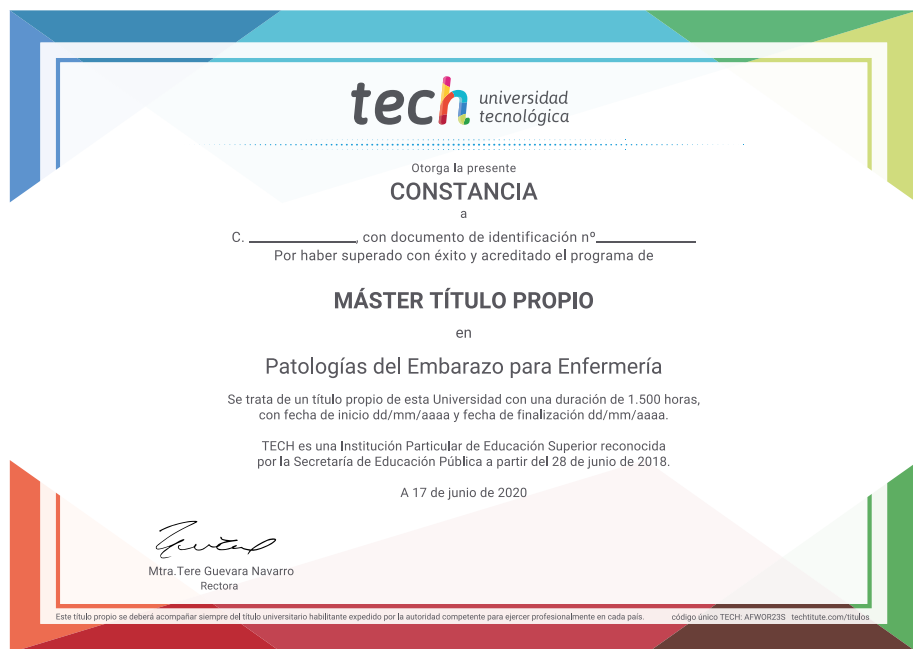 tech universidad
tecnológica
Otorga la presente
CONSTANCIA
a
C. ____________, con documento de identificación nº____________
Por haber superado con éxito y acreditado el programa de
MÁSTER TÍTULO PROPIO
en
Patologías del Embarazo para Enfermería
Se trata de un título propio de esta Universidad con una duración de 1.500 horas,
con fecha de inicio dd/mm/aaaa y fecha de finalización dd/mm/aaaa.
TECH es una Institución Particular de Educación Superior reconocida
por la Secretaría de Educación Pública a partir del 28 de junio de 2018.
A 17 de junio de 2020
Mtra.Tere Guevara Navarro
Rectora
Este título propio se deberá acompañar siempre del título universitario habilitante expedido por la autoridad competente para ejercer profesionalmente en cada país. código único TECH: AFWOR23S techtitute.com/titulos